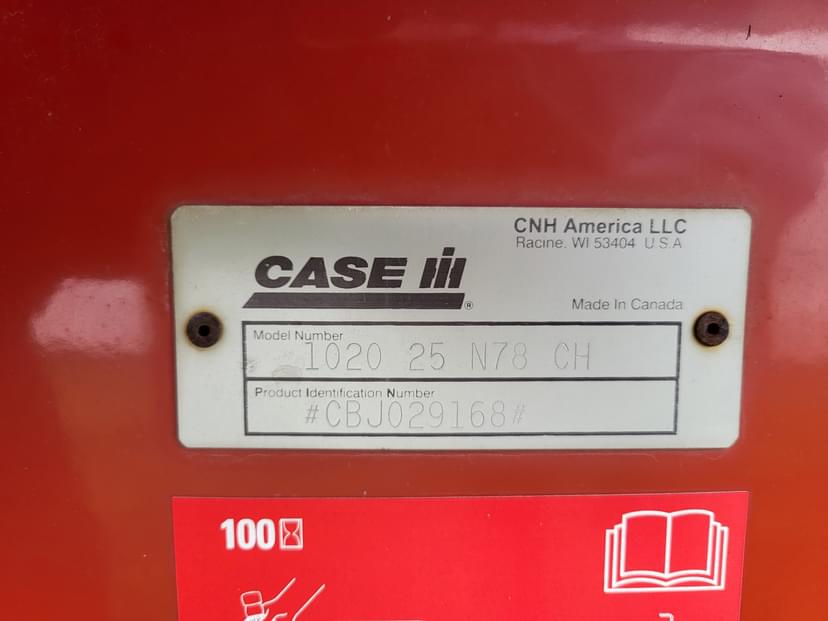 CNH America LLC
Racine, WI 53404 U.S.A
CASE IH®
Made In Canada
Model Number
1020 25 N78 CH
Product Identification Number
#CBJ029168#
100